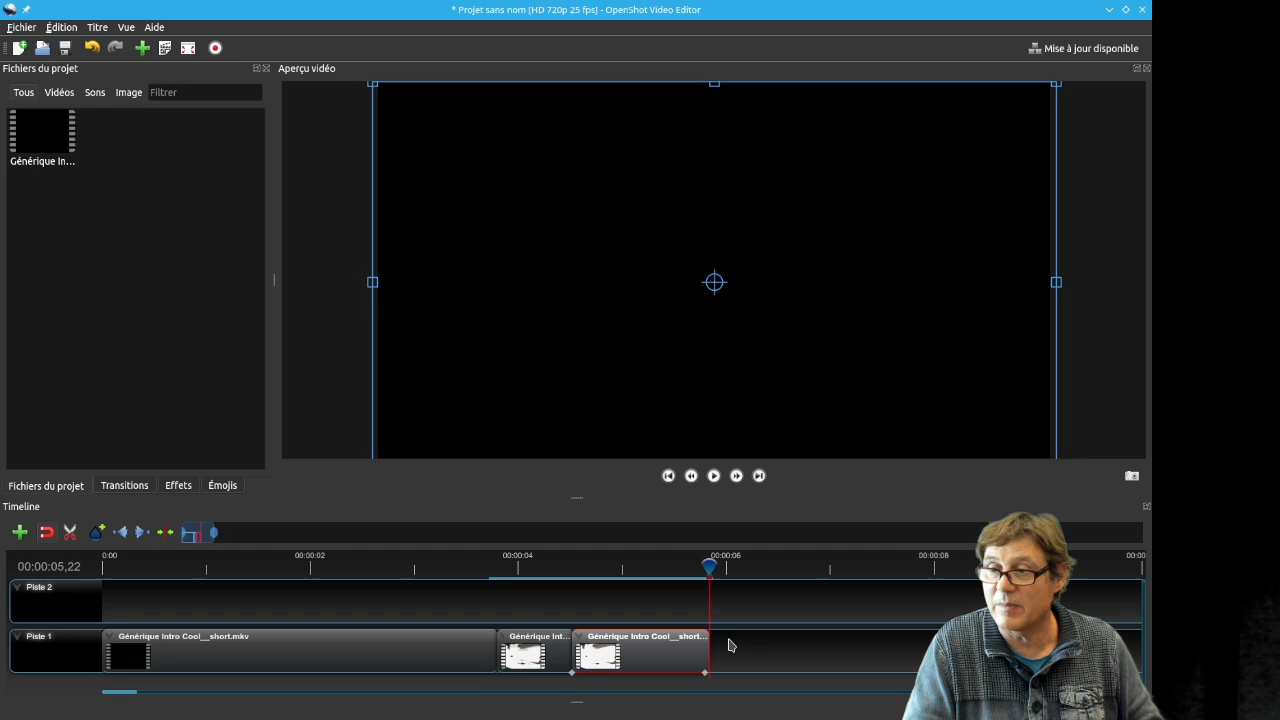 * Projet sans nom [HD 720p 25 fps] - OpenShot Video Editor
Fichier Édition Titre Vue Aide
Mise à jour disponible
Fichiers du projet
Aperçu vidéo
Tous Vidéos Sons Image Filtrer
Générique In...
Fichiers du projet Transitions Effets Émojis
Timeline
00:00:05,22
0:00 00:00:02 00:00:04 00:00:06 00:00:08 00:00
Piste 2
Piste 1
Générique Intro Cool__short.mkv
Générique Int...
Générique Intro Cool__short...